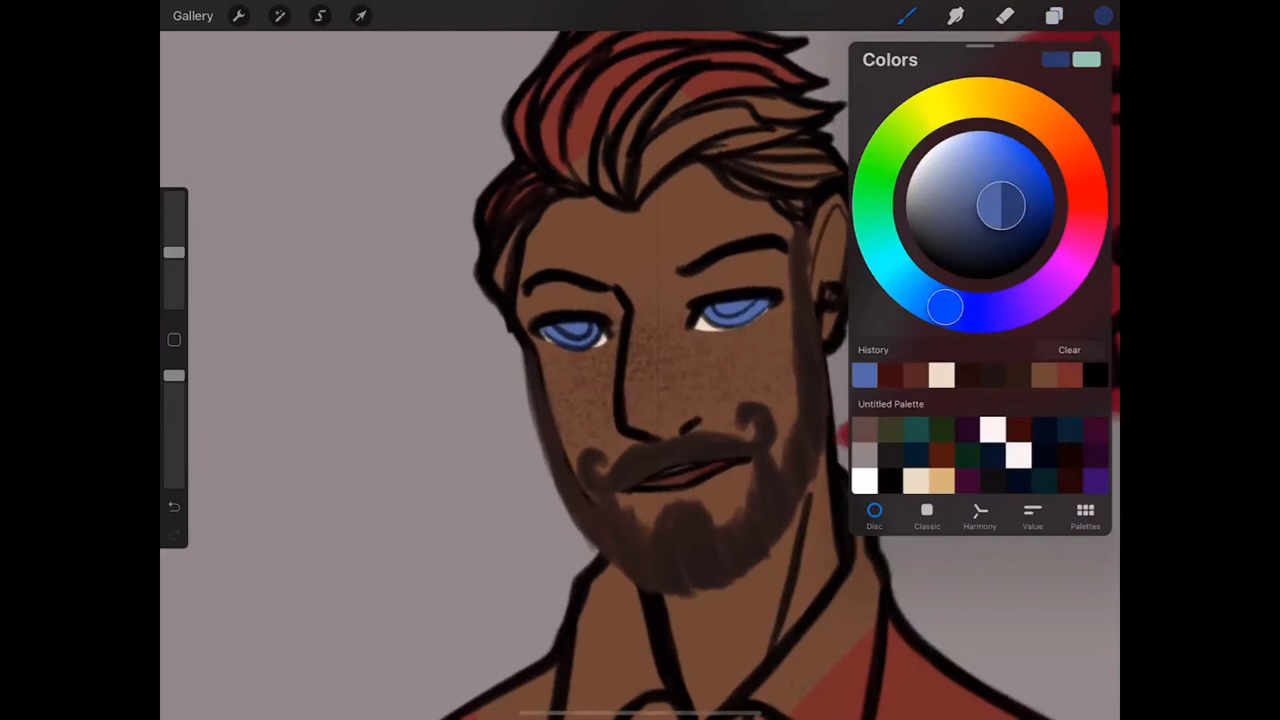 Gallery
Colors
History Clear
Untitled Palette
Disc Classic Harmony Value Palettes